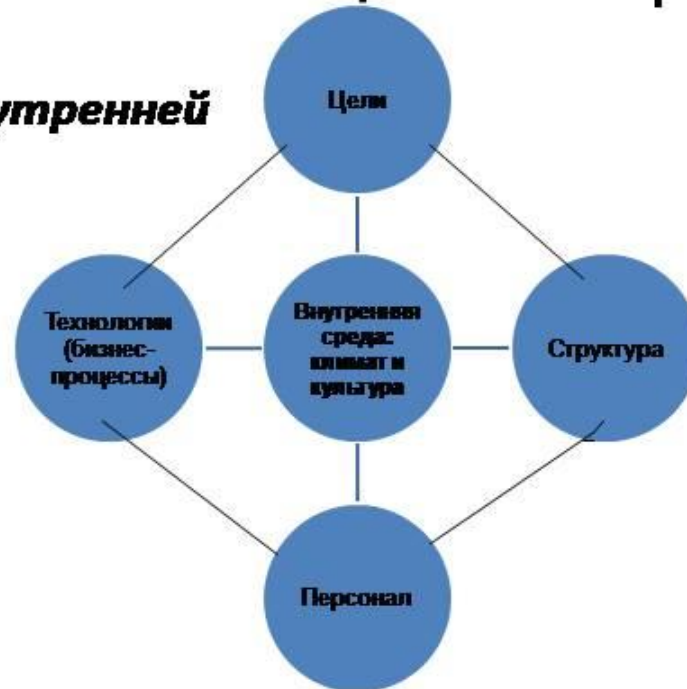 утренней
Цели
Технологии
(бизнес-
процессы)
Внутренняя
среда:
климат и
культура
Структура
Персонал